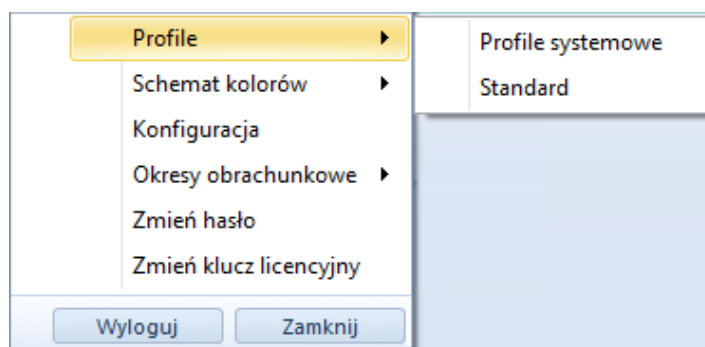 Profile
Schemat kolorów
Konfiguracja
Okresy obrachunkowe
Zmień hasło
Zmień klucz licencyjny
Wyloguj
Zamknij
Profile systemowe
Standard